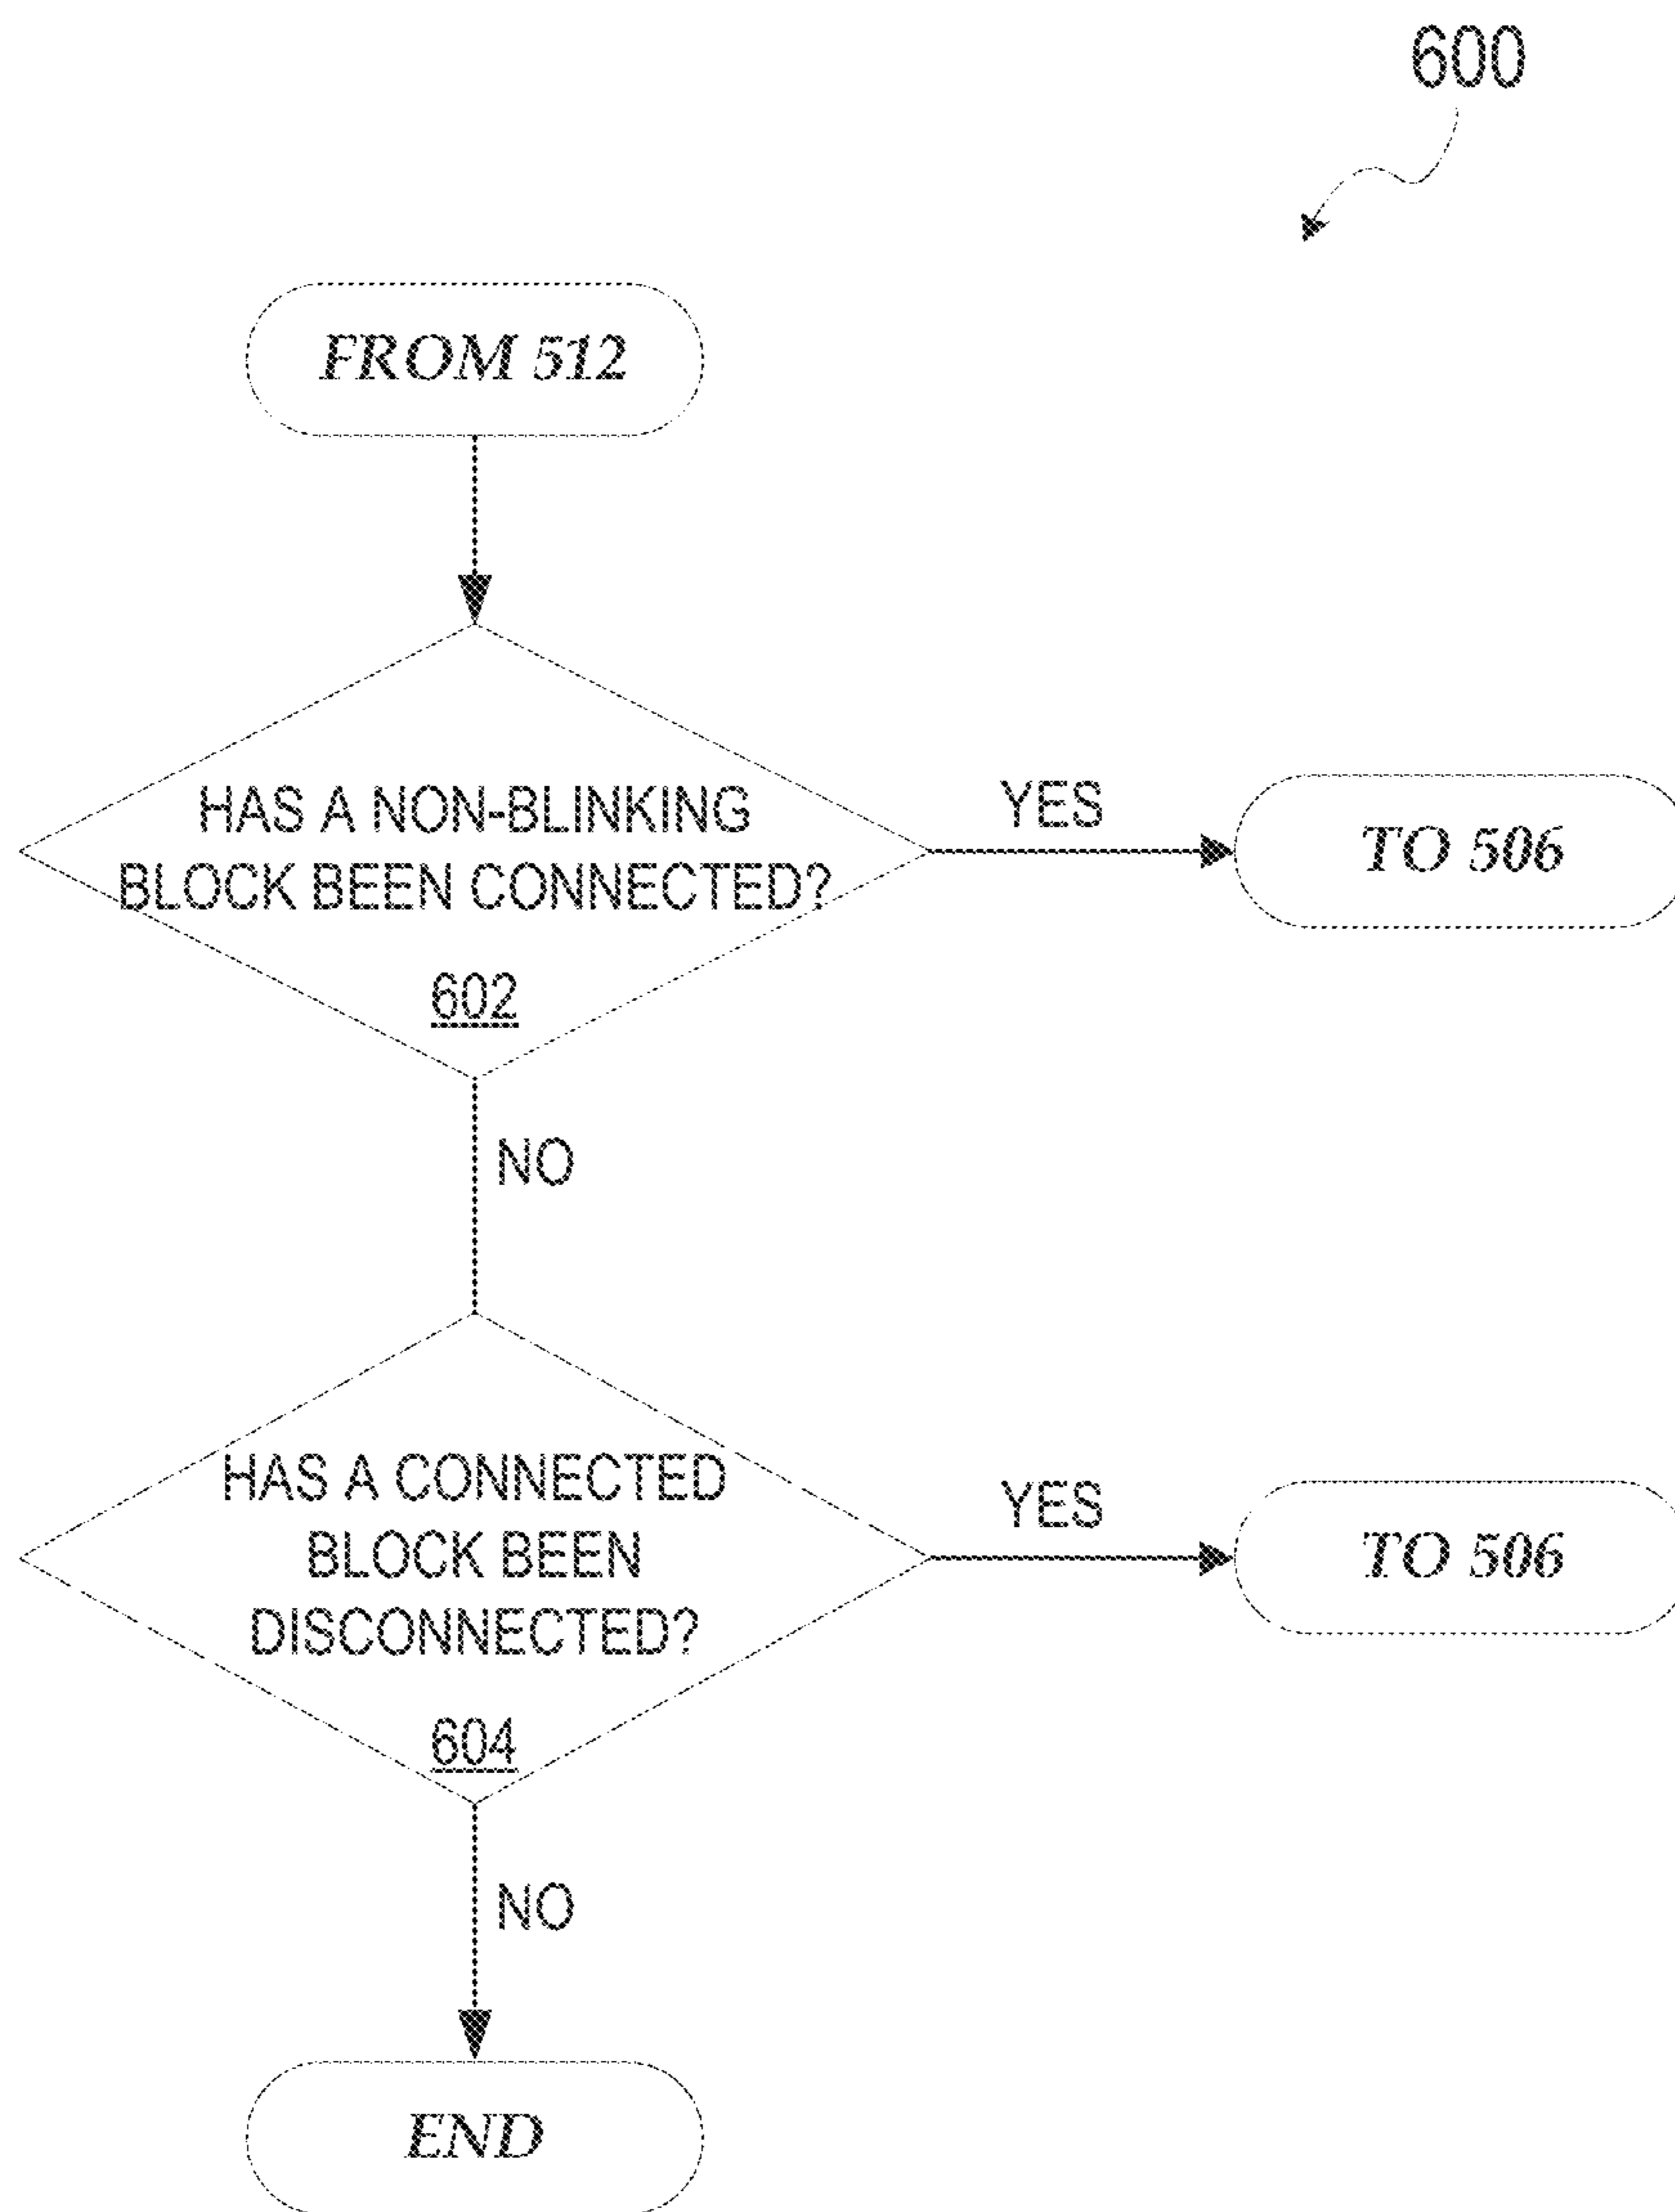 600
FROM 512
HAS A NON-BLINKING
BLOCK BEEN CONNECTED?
602
YES
TO 506
NO
HAS A CONNECTED
BLOCK BEEN
DISCONNECTED?
604
YES
TO 506
NO
END